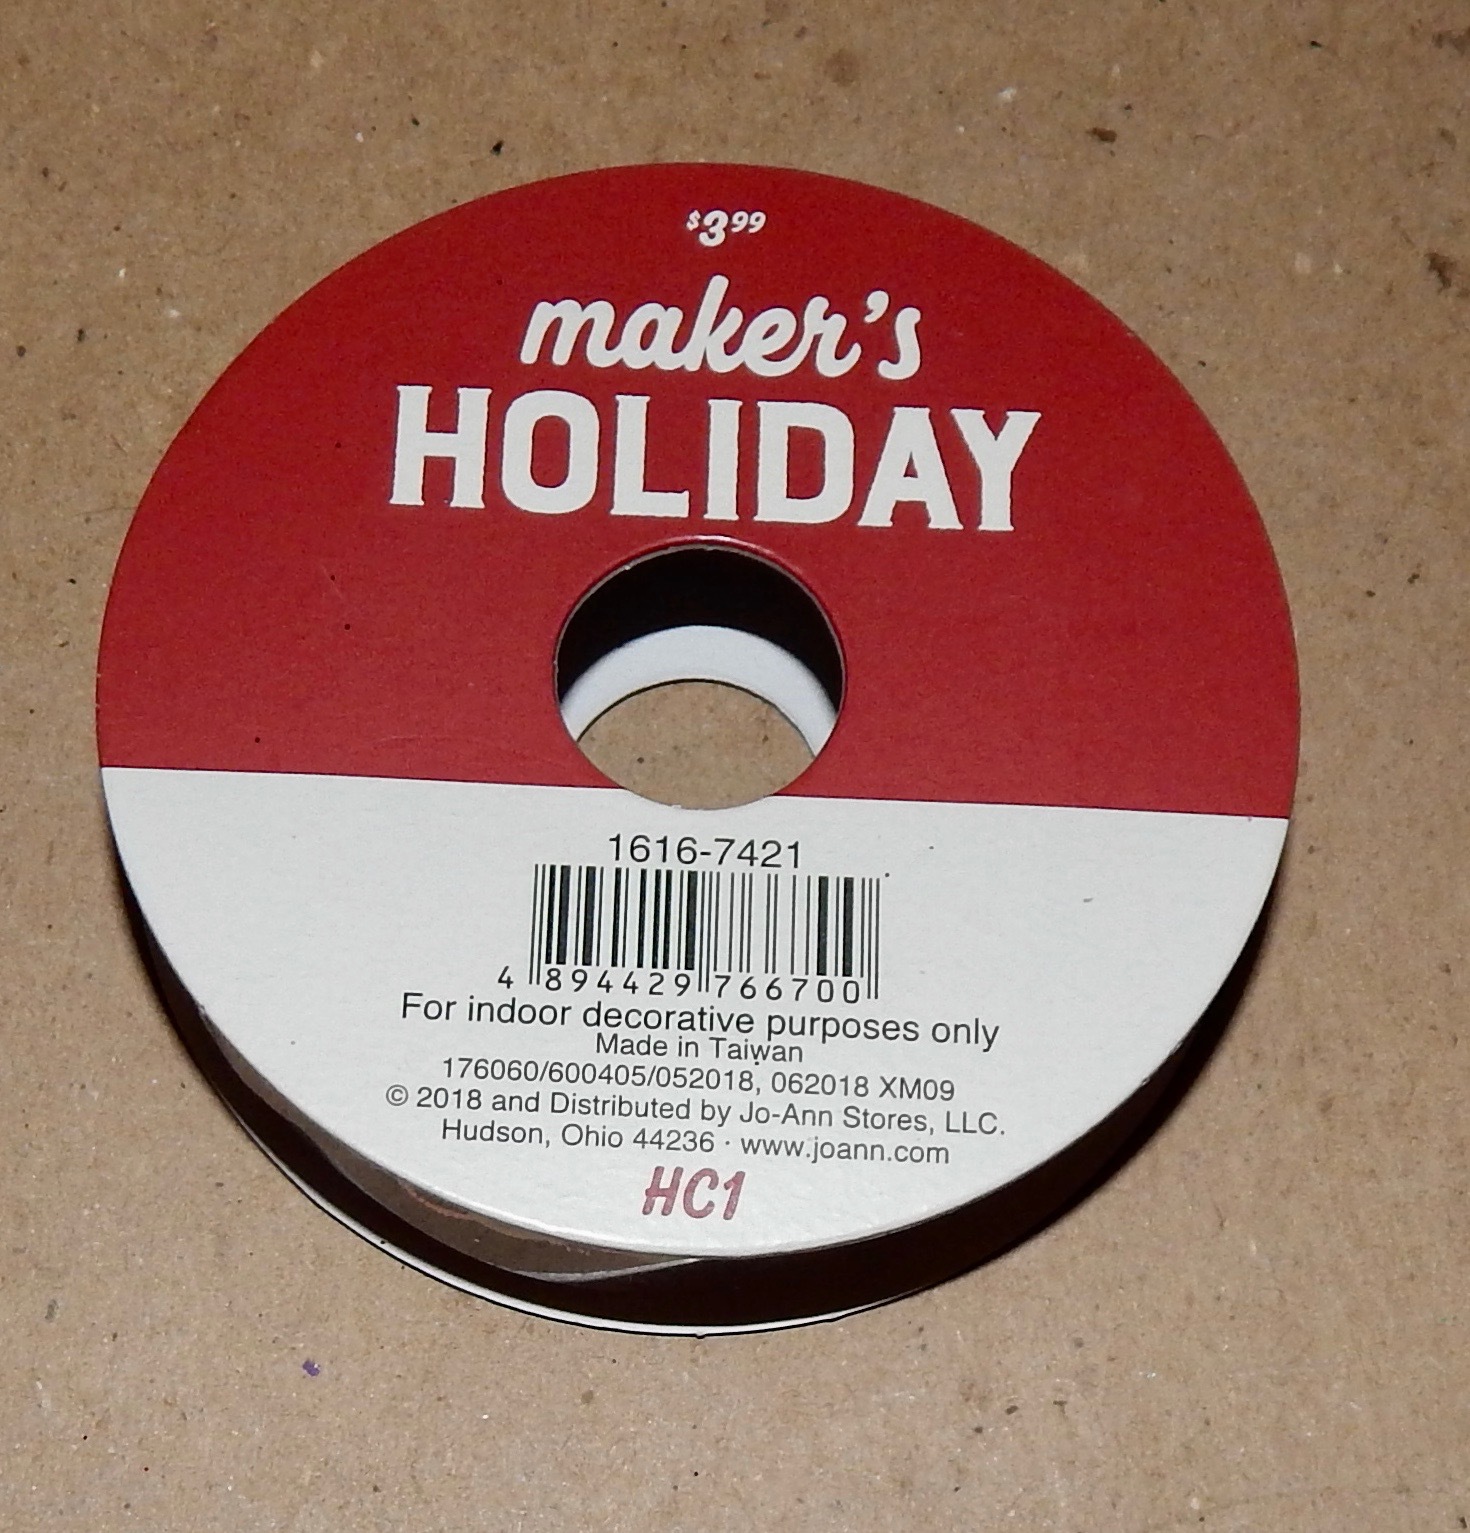 $3.99
maker's
HOLIDAY
1616-7421
4 894429 766700
For indoor decorative purposes only
Made in Taiwan
176060/600405/052018, 062018 XM09
© 2018 and Distributed by Jo-Ann Stores, LLC.
Hudson, Ohio 44236 · www.joann.com
HC1